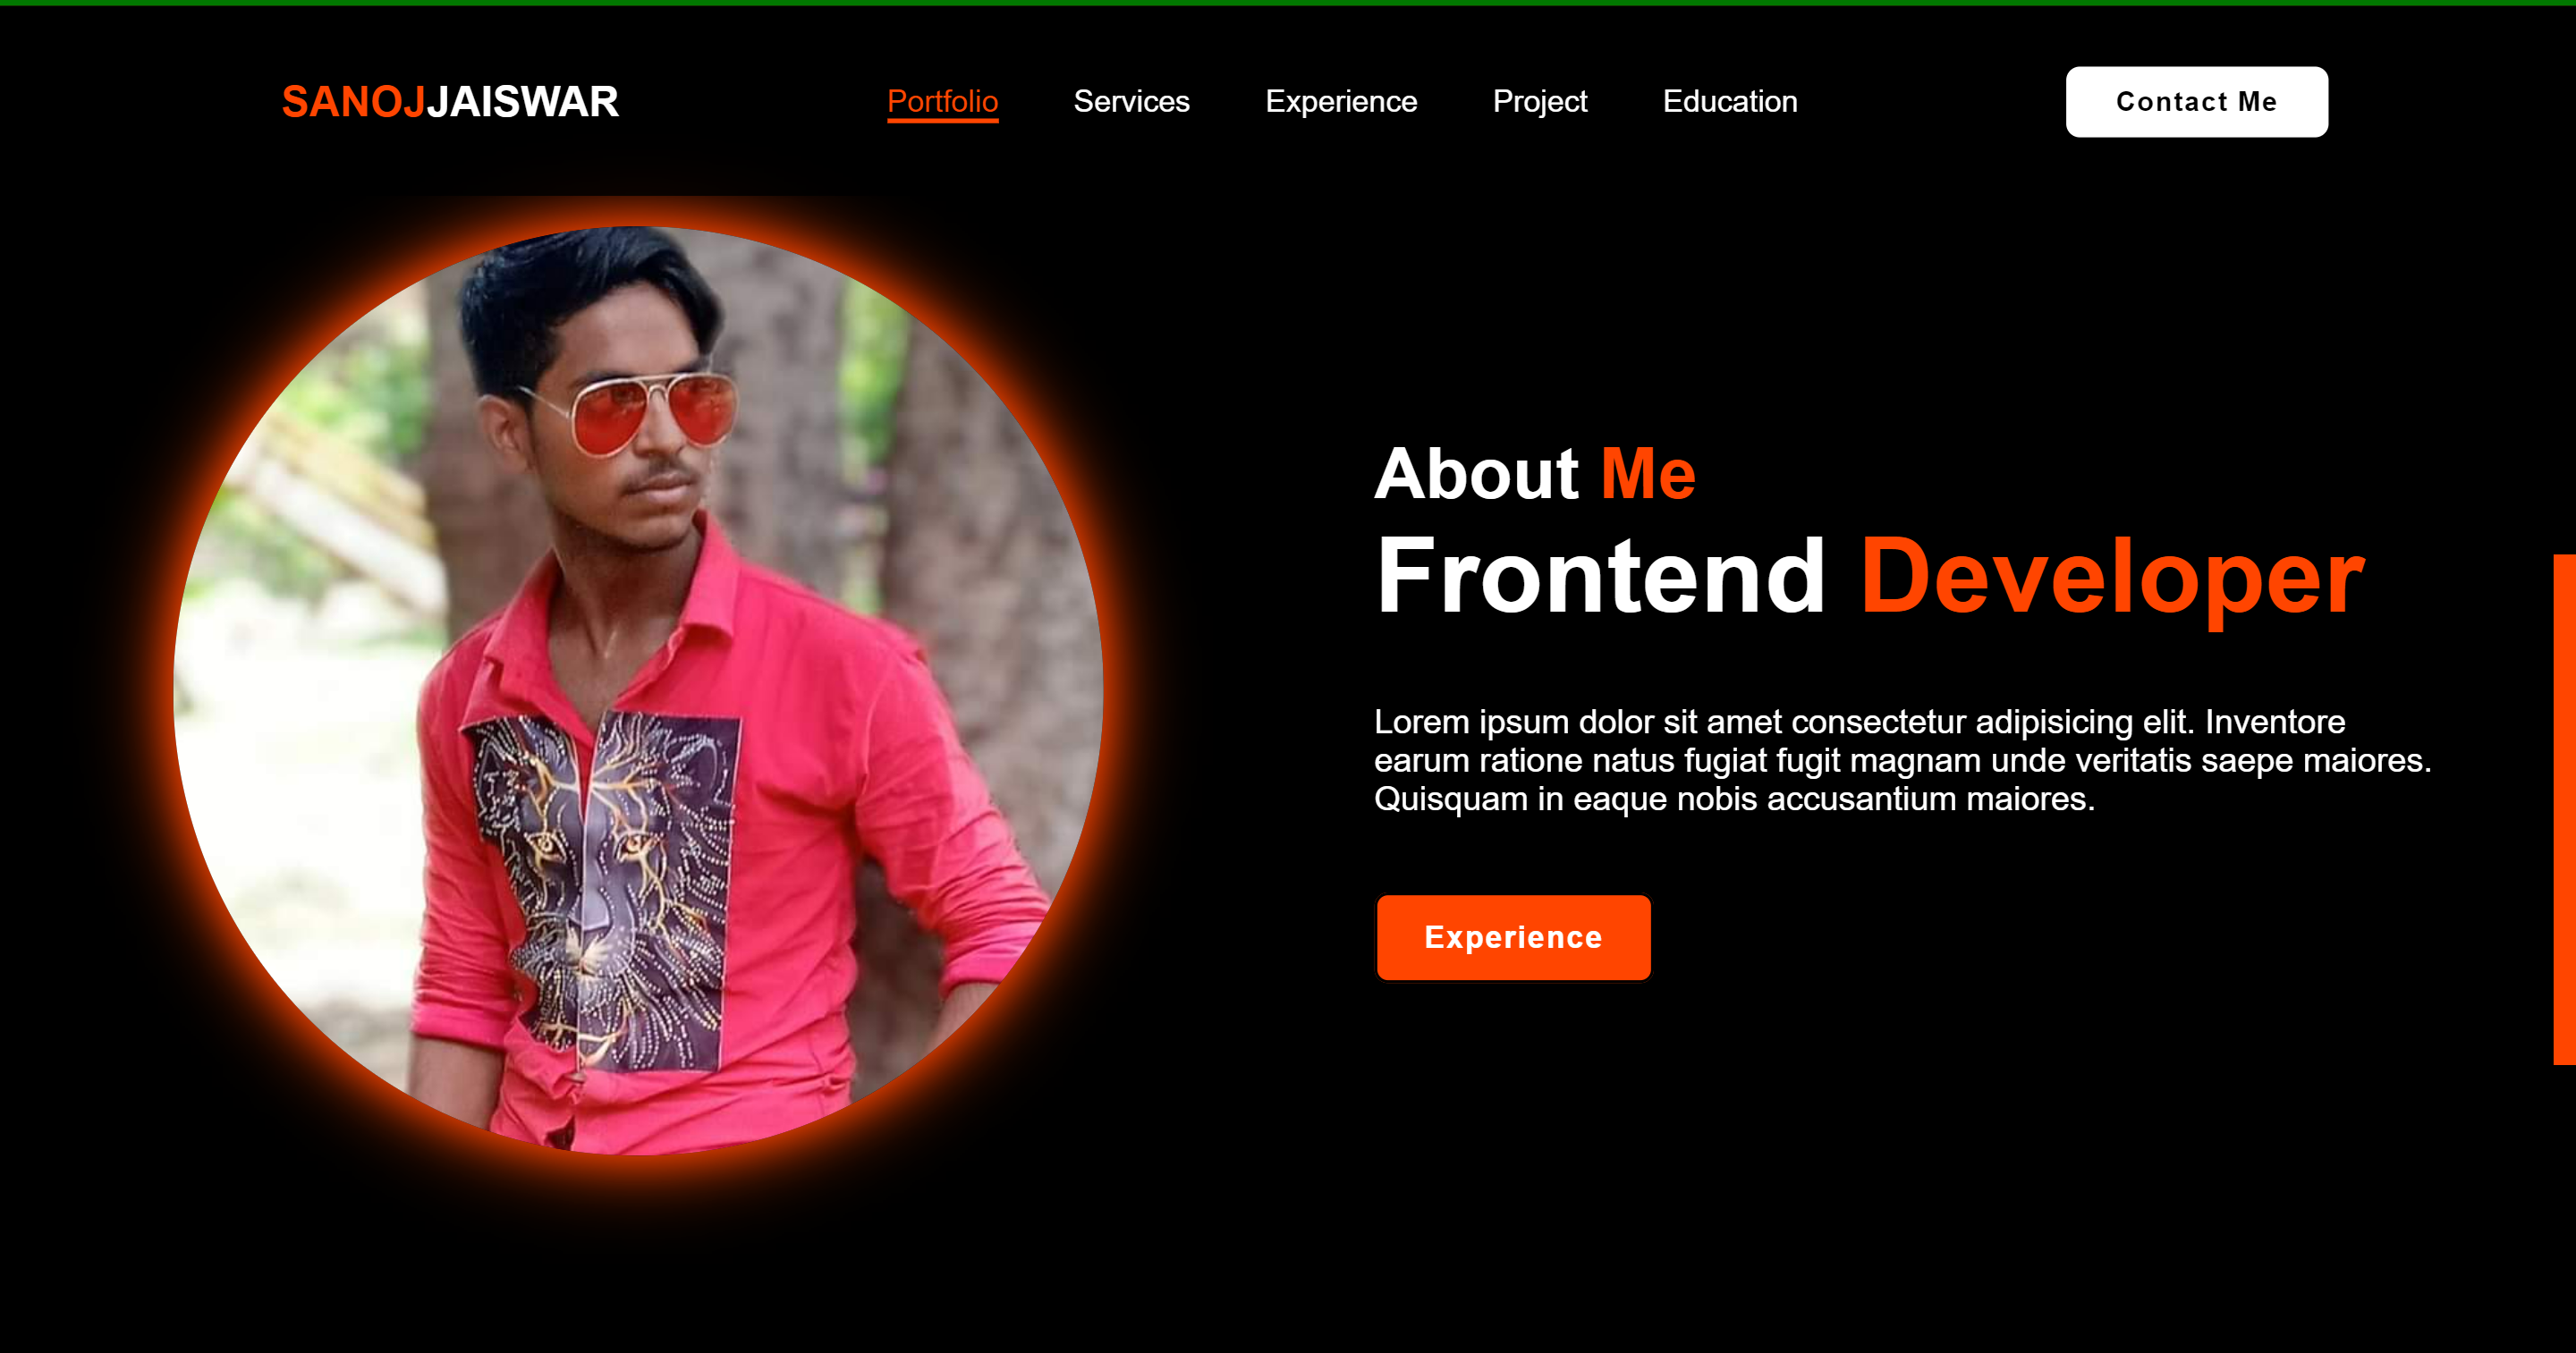 SANOJJAISWAR
Portfolio
Services
Experience
Project
Education
Contact Me
About Me
Frontend Developer
Lorem ipsum dolor sit amet consectetur adipisicing elit. Inventore
earum ratione natus fugiat fugit magnam unde veritatis saepe maiores.
Quisquam in eaque nobis accusantium maiores.
Experience